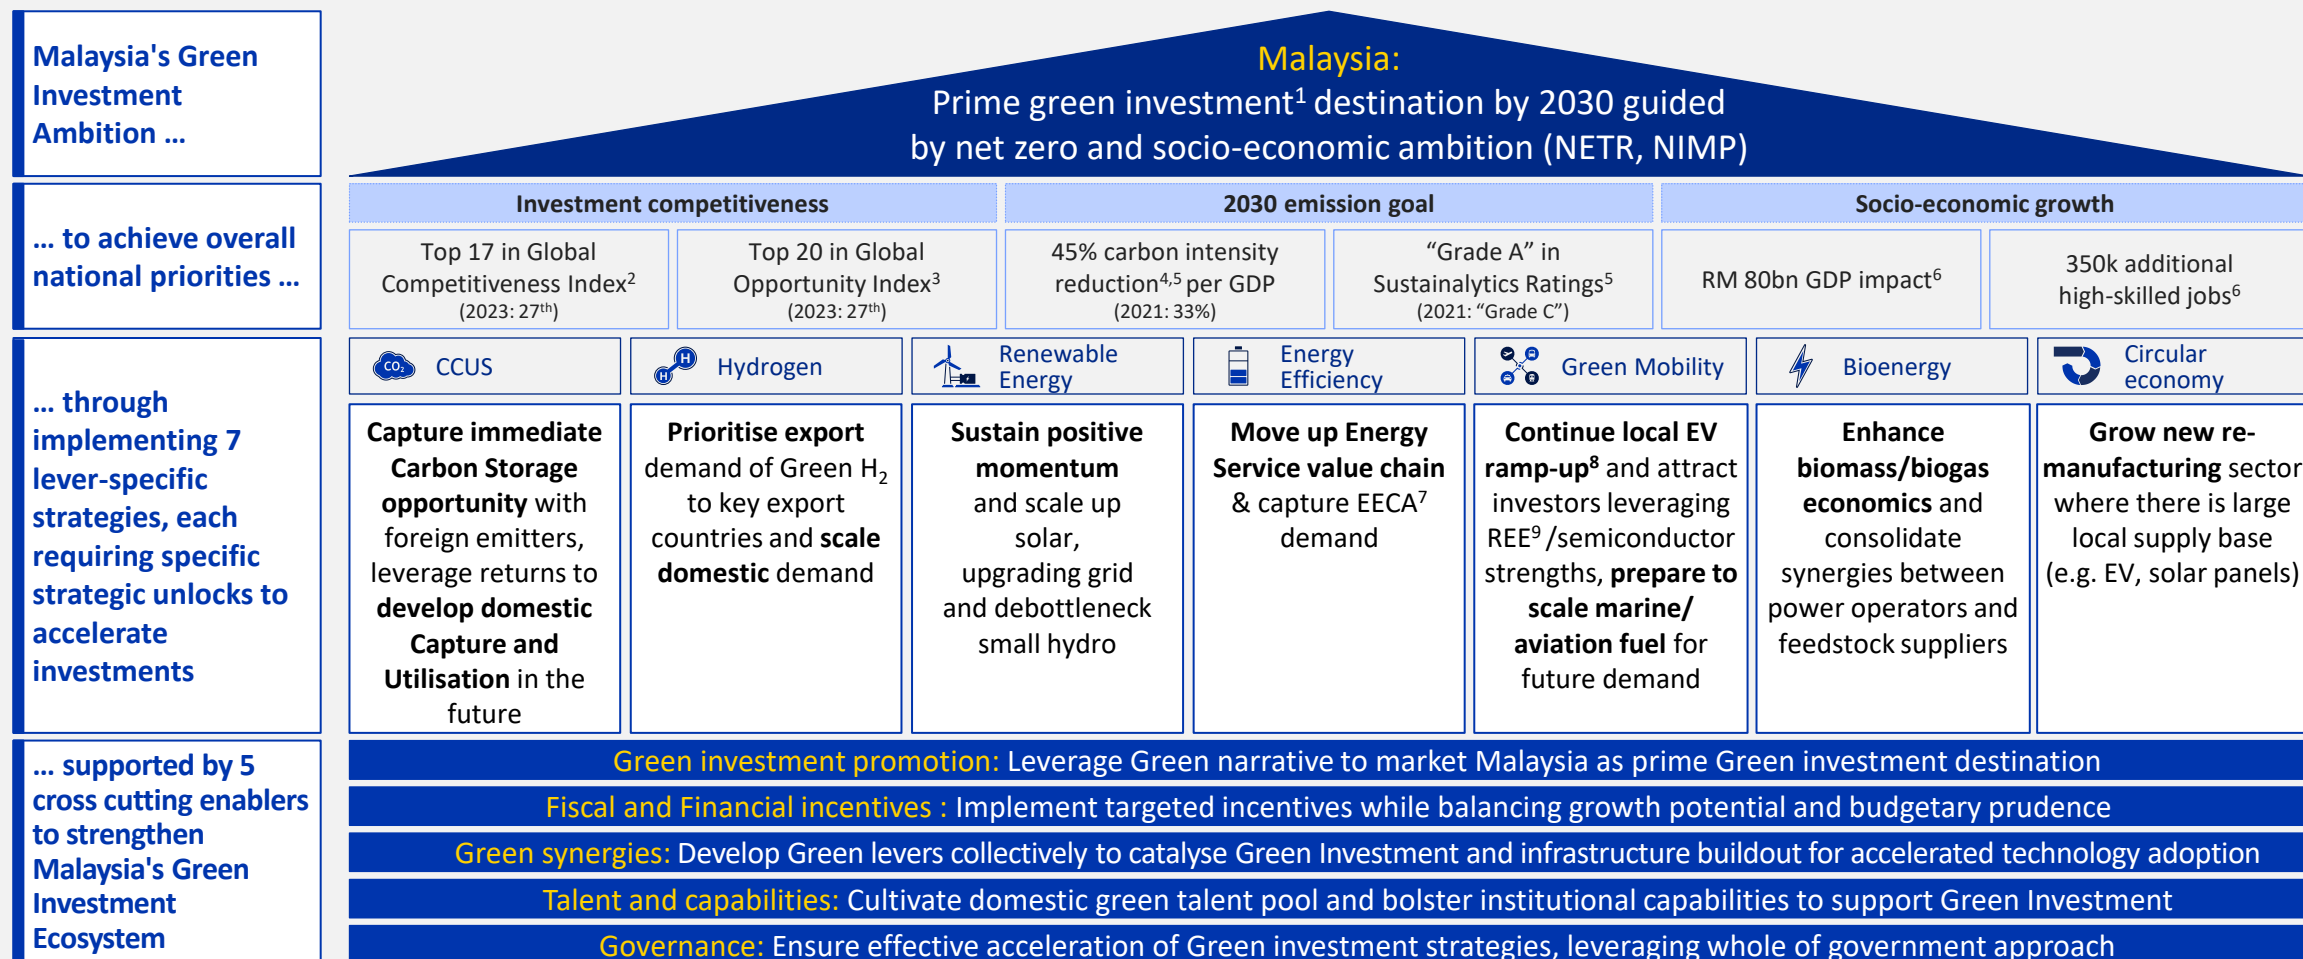 Malaysia's Green
Investment
Ambition ...
Malaysia:
Prime green investment¹ destination by 2030 guided
by net zero and socio-economic ambition (NETR, NIMP)
... to achieve overall
national priorities ...
Investment competitiveness
Top 17 in Global
Competitiveness Index²
(2023: 27th)
Top 20 in Global
Opportunity Index³
(2023: 27th)
2030 emission goal
45% carbon intensity
reduction⁴,⁵ per GDP
(2021: 33%)
“Grade A” in
Sustainalytics Ratings⁵
(2021: “Grade C”)
Socio-economic growth
RM 80bn GDP impact⁶
350k additional
high-skilled jobs⁶
... through
implementing 7
lever-specific
strategies, each
requiring specific
strategic unlocks to
accelerate
investments
CO₂
CCUS
Capture immediate
Carbon Storage
opportunity with
foreign emitters,
leverage returns to
develop domestic
Capture and
Utilisation in the
future
H
H
Hydrogen
Prioritise export
demand of Green H₂
to key export
countries and scale
domestic demand
Renewable
Energy
Sustain positive
momentum
and scale up
solar,
upgrading grid
and debottleneck
small hydro
Energy
Efficiency
Move up Energy
Service value chain
& capture EECA⁷
demand
Green Mobility
Continue local EV
ramp-up⁸ and attract
investors leveraging
REE⁹/semiconductor
strengths, prepare to
scale marine/
aviation fuel for
future demand
Bioenergy
Enhance
biomass/biogas
economics and
consolidate
synergies between
power operators and
feedstock suppliers
Circular
economy
Grow new re-
manufacturing sector
where there is large
local supply base
(e.g. EV, solar panels)
... supported by 5
cross cutting enablers
to strengthen
Malaysia's Green
Investment
Ecosystem
Green investment promotion: Leverage Green narrative to market Malaysia as prime Green investment destination
Fiscal and Financial incentives : Implement targeted incentives while balancing growth potential and budgetary prudence
Green synergies: Develop Green levers collectively to catalyse Green Investment and infrastructure buildout for accelerated technology adoption
Talent and capabilities: Cultivate domestic green talent pool and bolster institutional capabilities to support Green Investment
Governance: Ensure effective acceleration of Green investment strategies, leveraging whole of government approach